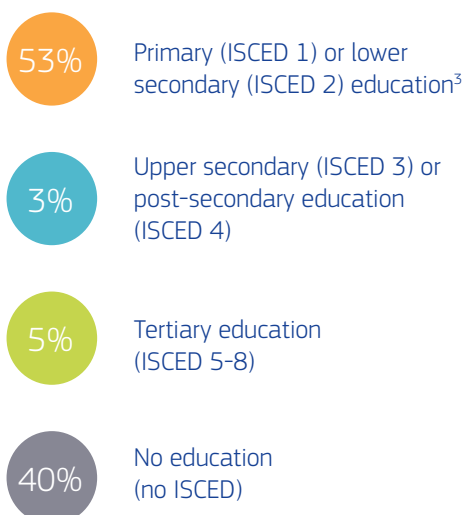 53%
Primary (ISCED 1) or lower
secondary (ISCED 2) education³
3%
Upper secondary (ISCED 3) or
post-secondary education
(ISCED 4)
5%
Tertiary education
(ISCED 5-8)
40%
No education
(no ISCED)